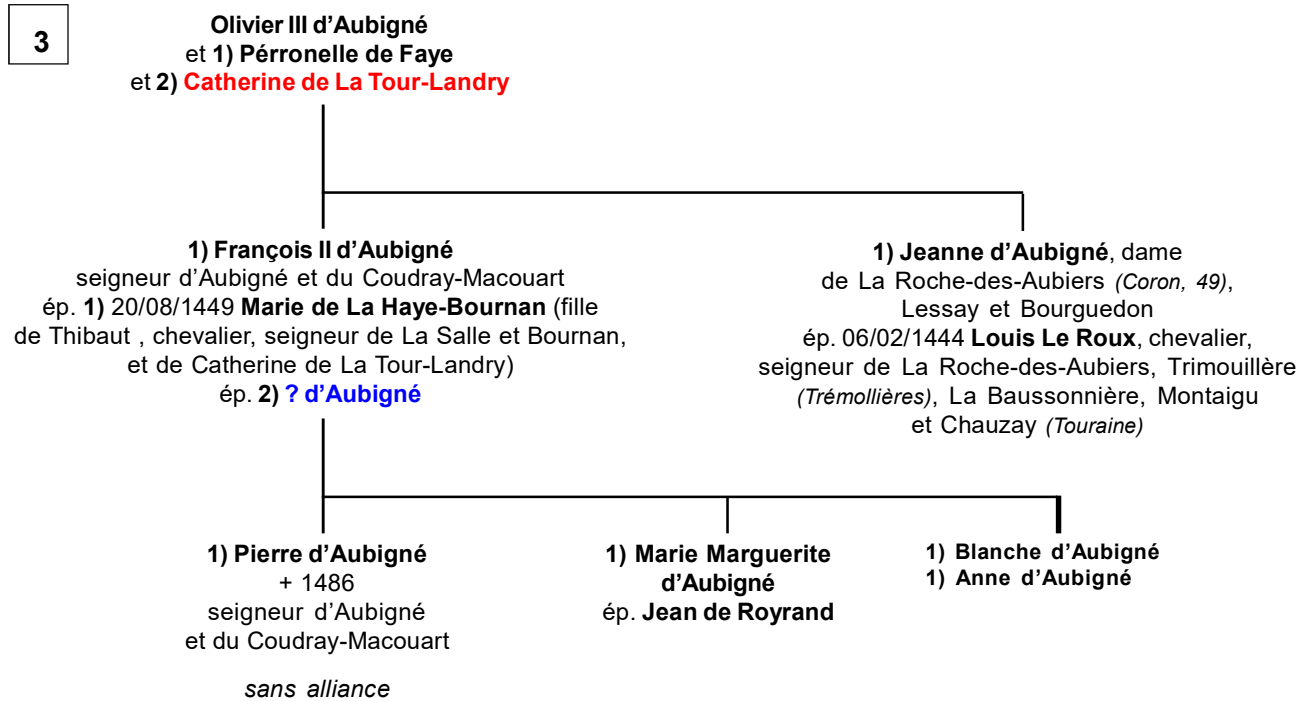 3
Olivier III d’Aubigné
et 1) Pérronelle de Faye
et 2) Catherine de La Tour-Landry
1) François II d’Aubigné
seigneur d’Aubigné et du Coudray-Macouart
ép. 1) 20/08/1449 Marie de La Haye-Bournan (fille
de Thibaut , chevalier, seigneur de La Salle et Bournan,
et de Catherine de La Tour-Landry)
ép. 2) ? d’Aubigné
1) Jeanne d’Aubigné, dame
de La Roche-des-Aubiers (Coron, 49),
Lessay et Bourguedon
ép. 06/02/1444 Louis Le Roux, chevalier,
seigneur de La Roche-des-Aubiers, Trimouillère
(Trémollières), La Baussonnière, Montaigu
et Chauzay (Touraine)
1) Pierre d’Aubigné
+ 1486
seigneur d’Aubigné
et du Coudray-Macouart
sans alliance
1) Marie Marguerite
d’Aubigné
ép. Jean de Royrand
1) Blanche d’Aubigné
1) Anne d’Aubigné